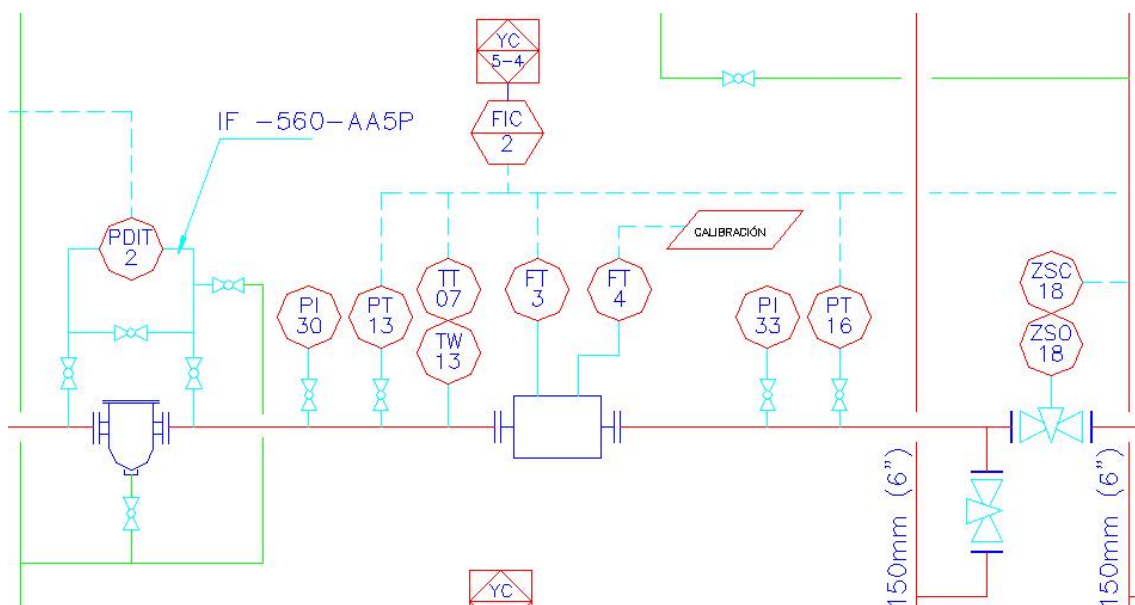 YC
5-4
FIC
2
IF -560-AA5P
PDIT
2
CALIBRACIÓN
PI
30
PT
13
TT
07
TW
13
FT
3
FT
4
PI
33
PT
16
ZSC
18
ZSO
18
150mm (6")
150mm (6")
YC